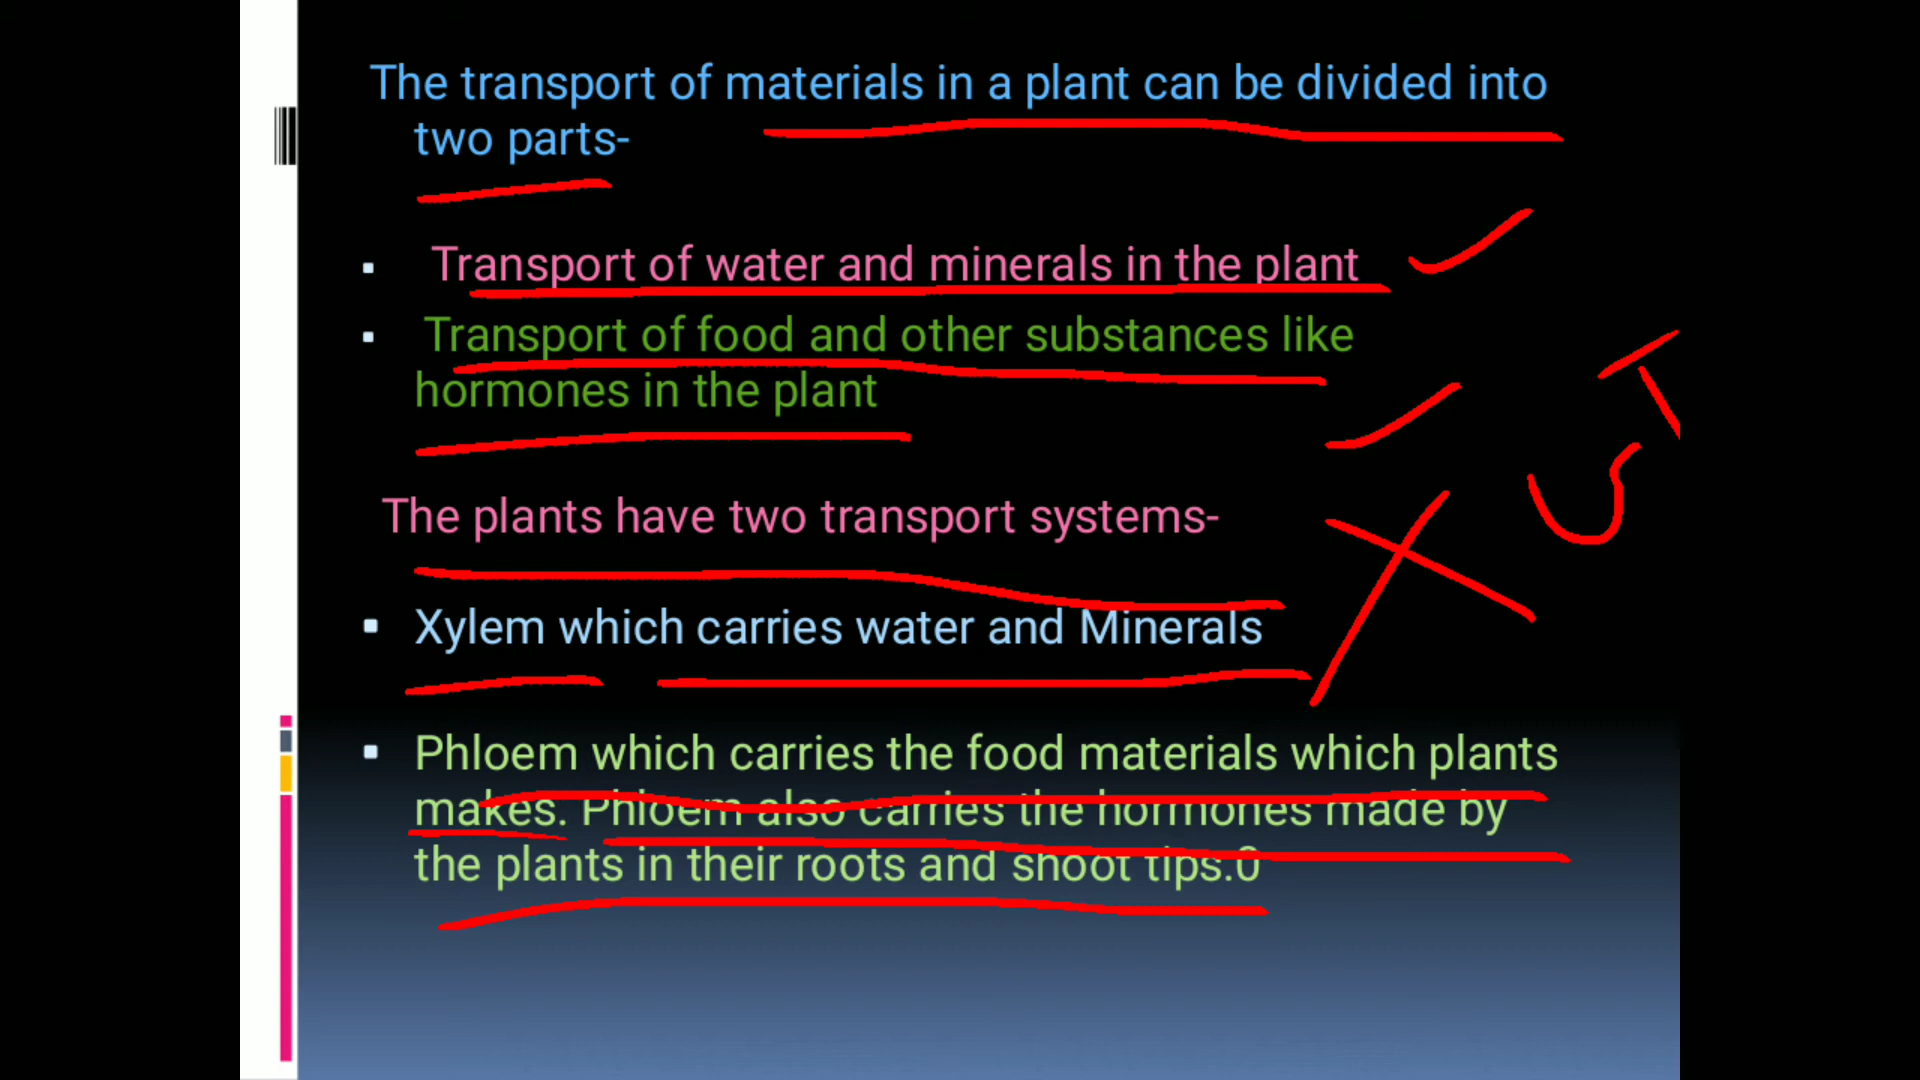 The transport of materials in a plant can be divided into
two parts-
Transport of water and minerals in the plant
Transport of food and other substances like
hormones in the plant
The plants have two transport systems-
Xylem which carries water and Minerals
Phloem which carries the food materials which plants
makes. Phloem also carries the hormones made by
the plants in their roots and shoot tips.0